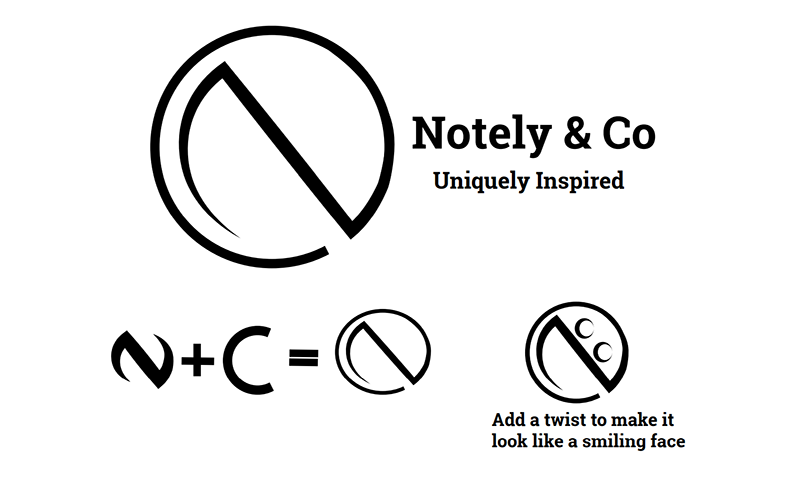 Notely & Co
Uniquely Inspired
N + C =
Add a twist to make it
look like a smiling face